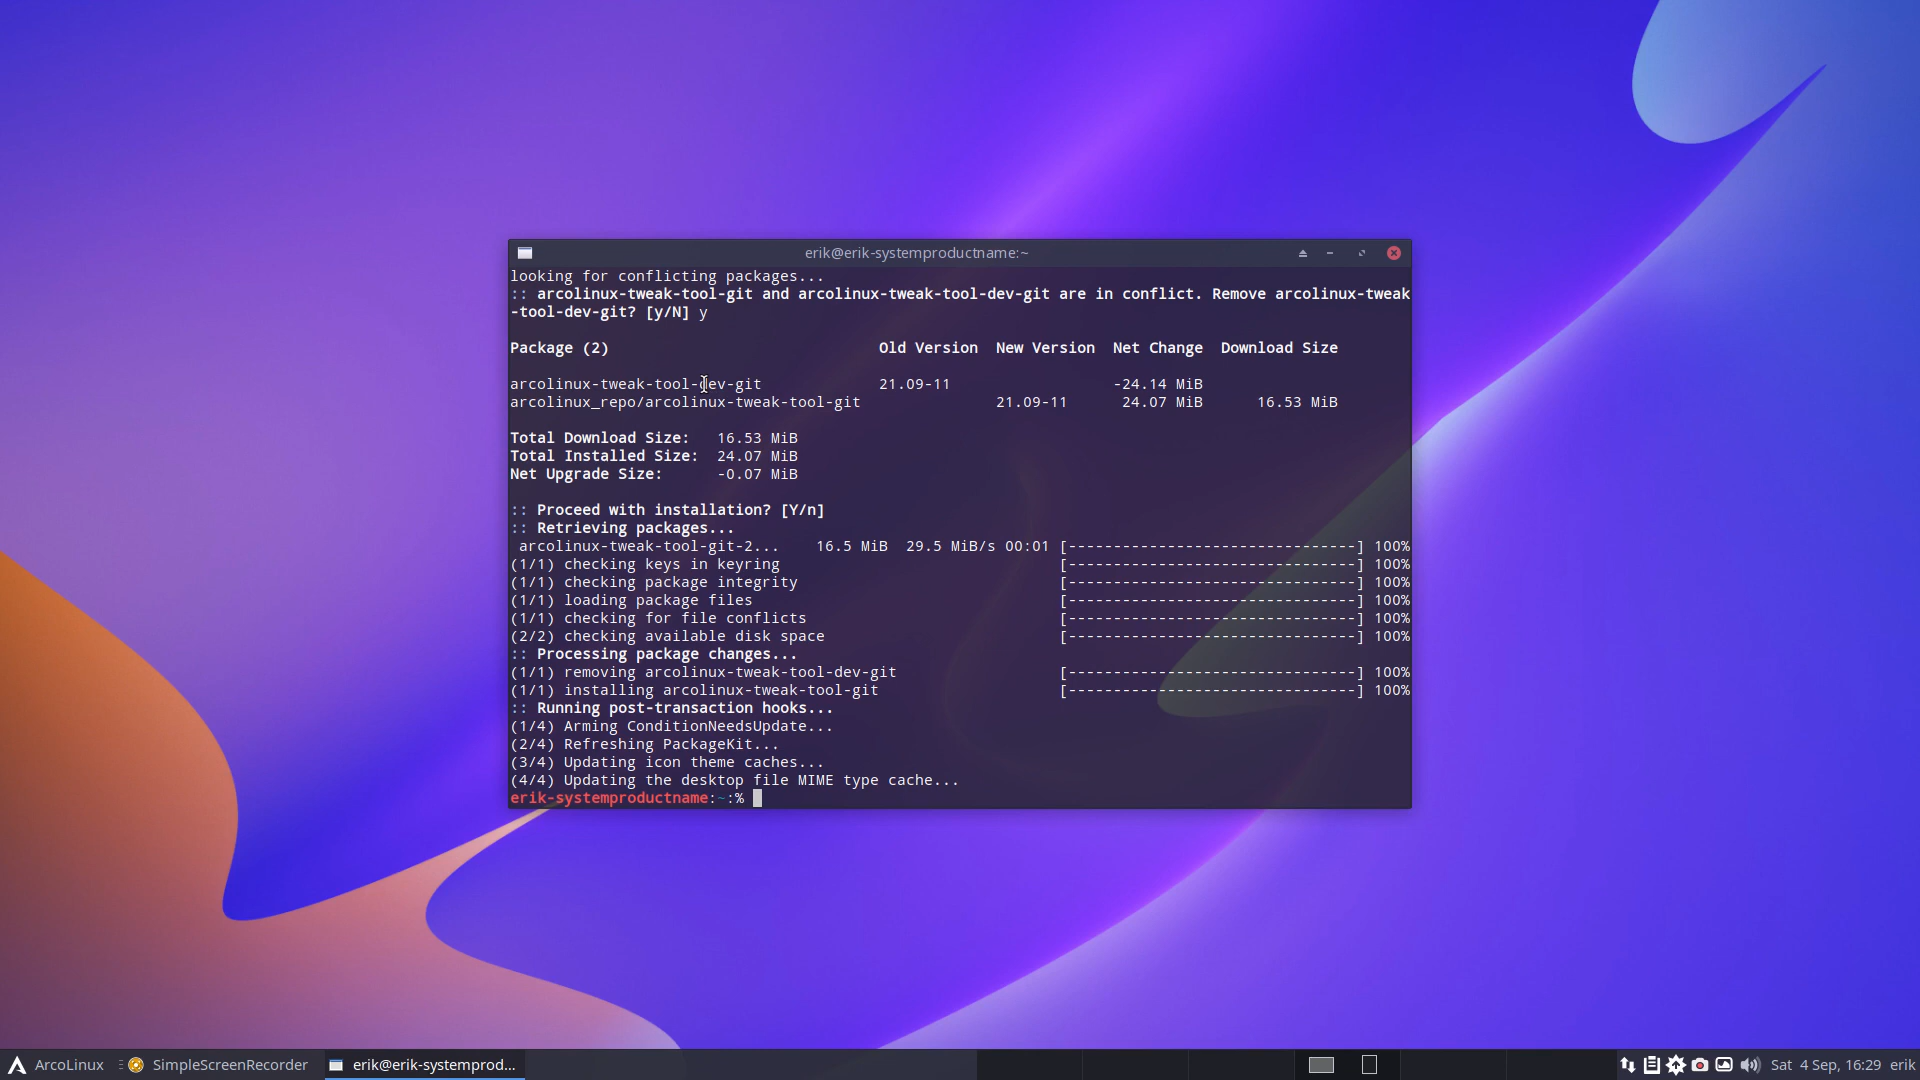 erik@erik-systemproductname:~
looking for conflicting packages...
:: arcolinux-tweak-tool-git and arcolinux-tweak-tool-dev-git are in conflict. Remove arcolinux-tweak
-tool-dev-git? [y/N] y
Package (2) Old Version New Version Net Change Download Size
arcolinux-tweak-tool-dev-git 21.09-11 -24.14 MiB
arcolinux_repo/arcolinux-tweak-tool-git 21.09-11 24.07 MiB 16.53 MiB
Total Download Size: 16.53 MiB
Total Installed Size: 24.07 MiB
Net Upgrade Size: -0.07 MiB
:: Proceed with installation? [Y/n]
:: Retrieving packages...
arcolinux-tweak-tool-git-2... 16.5 MiB 29.5 MiB/s 00:01 [--------------------------------] 100%
(1/1) checking keys in keyring [--------------------------------] 100%
(1/1) checking package integrity [--------------------------------] 100%
(1/1) loading package files [--------------------------------] 100%
(1/1) checking for file conflicts [--------------------------------] 100%
(2/2) checking available disk space [--------------------------------] 100%
:: Processing package changes...
(1/1) removing arcolinux-tweak-tool-dev-git [--------------------------------] 100%
(1/1) installing arcolinux-tweak-tool-git [--------------------------------] 100%
:: Running post-transaction hooks...
(1/4) Arming ConditionNeedsUpdate...
(2/4) Refreshing PackageKit...
(3/4) Updating icon theme caches...
(4/4) Updating the desktop file MIME type cache...
erik-systemproductname:~:%
ArcoLinux SimpleScreenRecorder erik@erik-systemprod... Sat 4 Sep, 16:29 erik